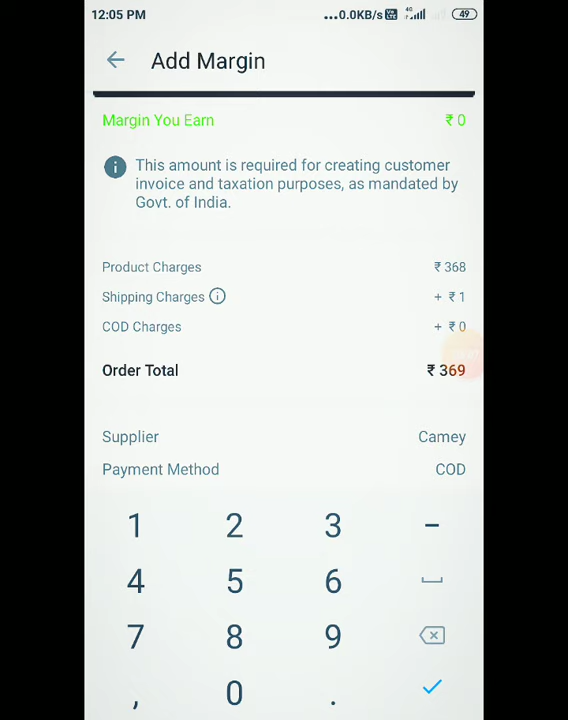 12:05 PM ...0.0KB/s 4G 49
Add Margin
Margin You Earn ₹ 0
This amount is required for creating customer
invoice and taxation purposes, as mandated by
Govt. of India.
Product Charges ₹ 368
Shipping Charges + ₹ 1
COD Charges + ₹ 0
Order Total ₹ 369
Supplier Camey
Payment Method COD
1 2 3 -
4 5 6
7 8 9
, 0 .